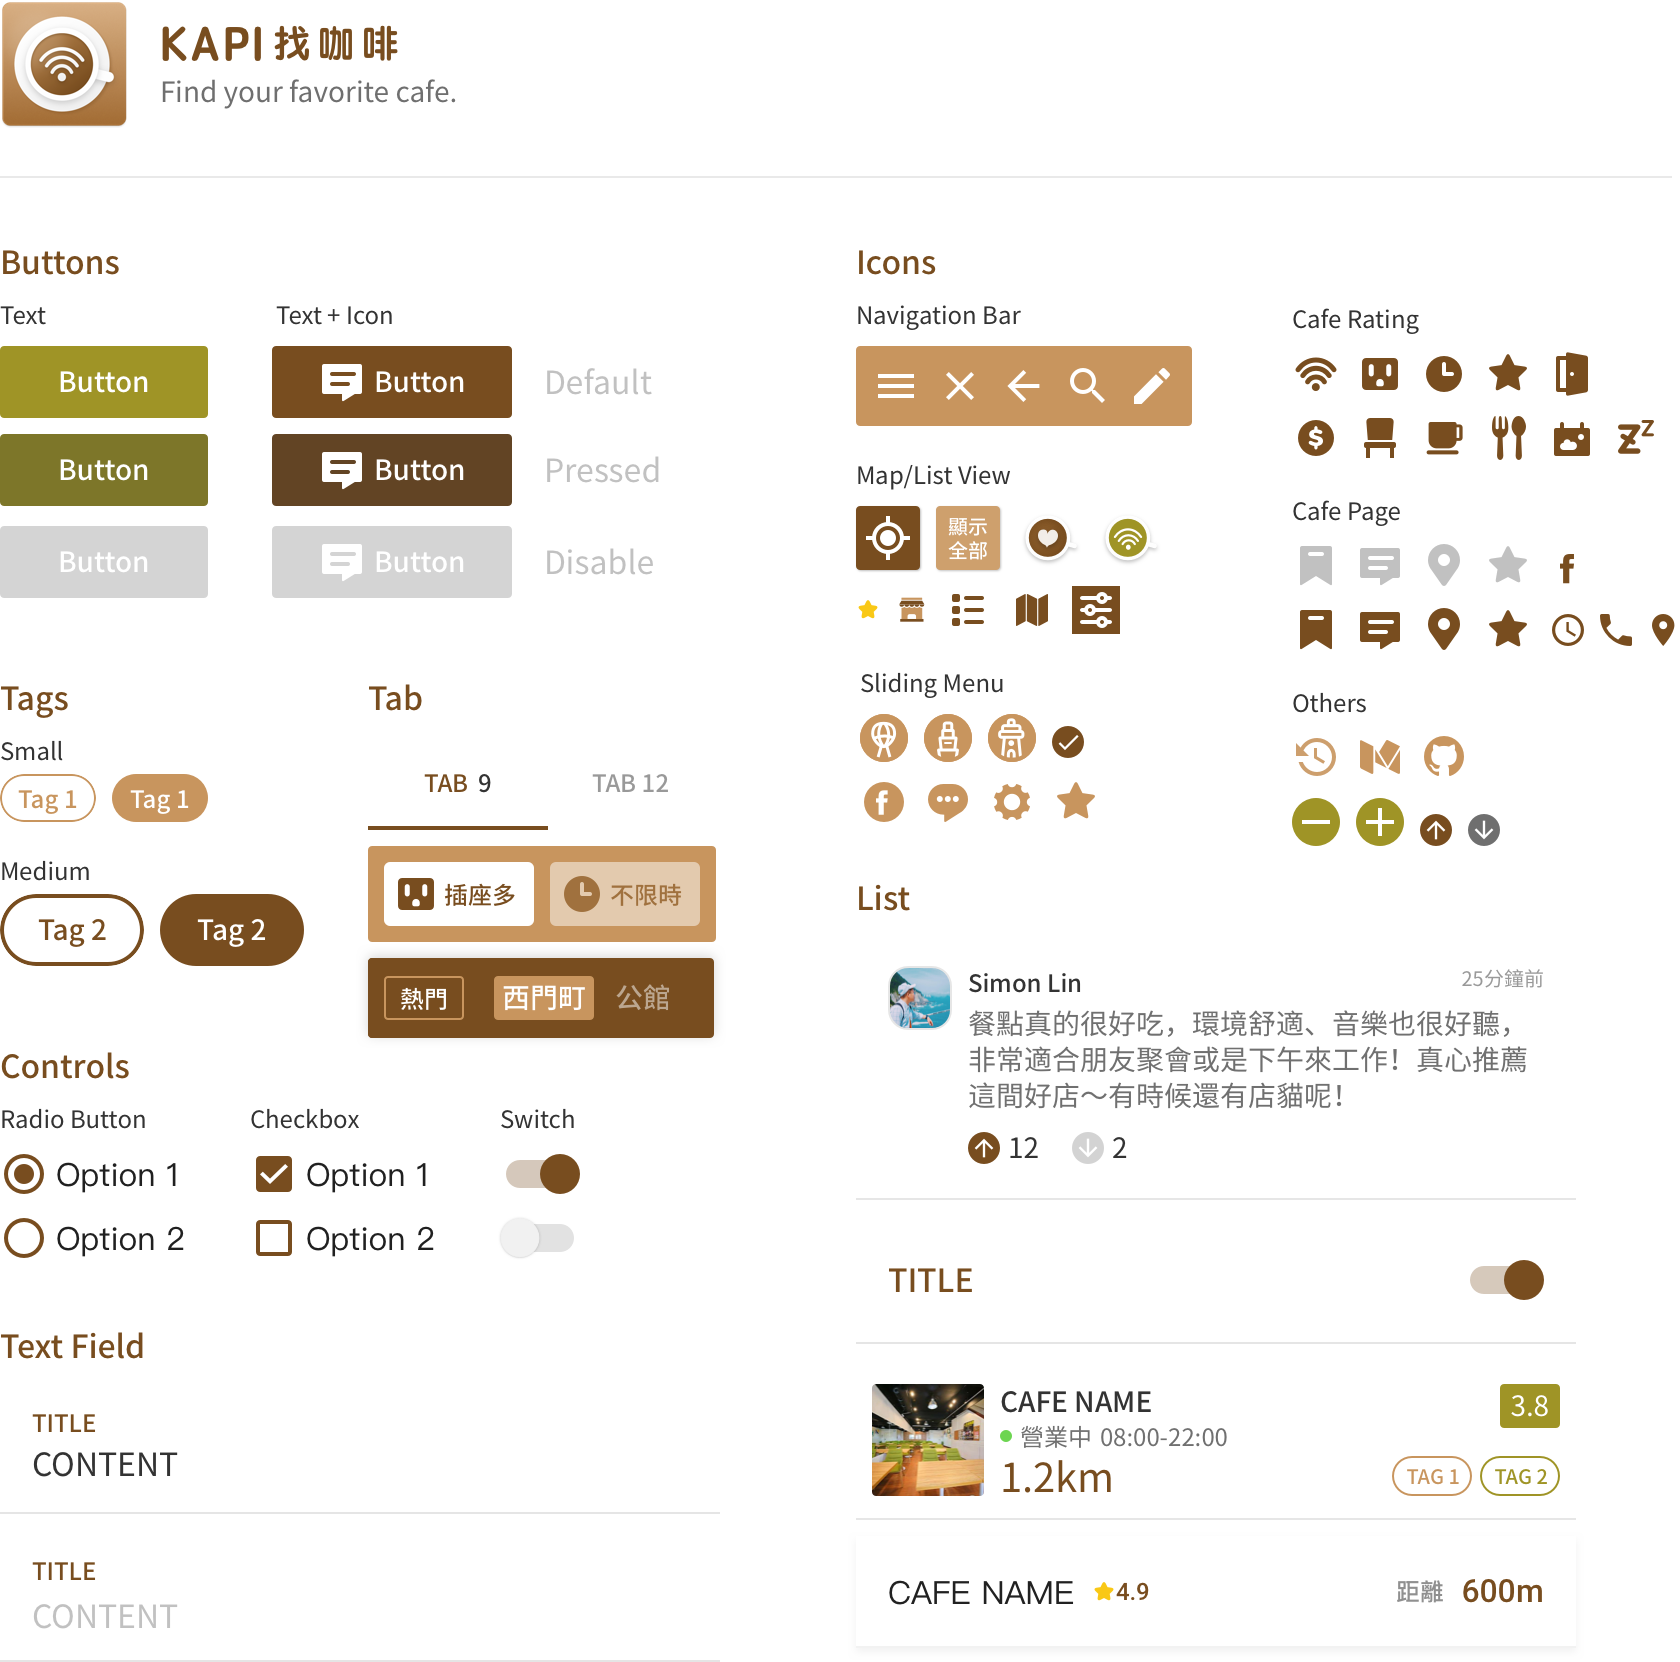 KAPI 找咖啡
Find your favorite cafe.
Buttons
Text
Text + Icon
Button
Button
Default
Button
Button
Pressed
Button
Button
Disable
Tags
Small
Tag 1
Tag 1
Medium
Tag 2
Tag 2
Tab
TAB 9
TAB 12
插座多
不限時
熱門
西門町
公館
Controls
Radio Button
Checkbox
Switch
Option 1
Option 1
Option 2
Option 2
Text Field
TITLE
CONTENT
TITLE
CONTENT
Icons
Navigation Bar
Map/List View
顯示
全部
Sliding Menu
Cafe Rating
Cafe Page
Others
List
Simon Lin
25分鐘前
餐點真的很好吃，環境舒適、音樂也很好聽，
非常適合朋友聚會或是下午來工作！真心推薦
這間好店～有時候還有店貓呢！
12
2
TITLE
CAFE NAME
3.8
營業中 08:00-22:00
1.2km
TAG 1
TAG 2
CAFE NAME
4.9
距離
600m